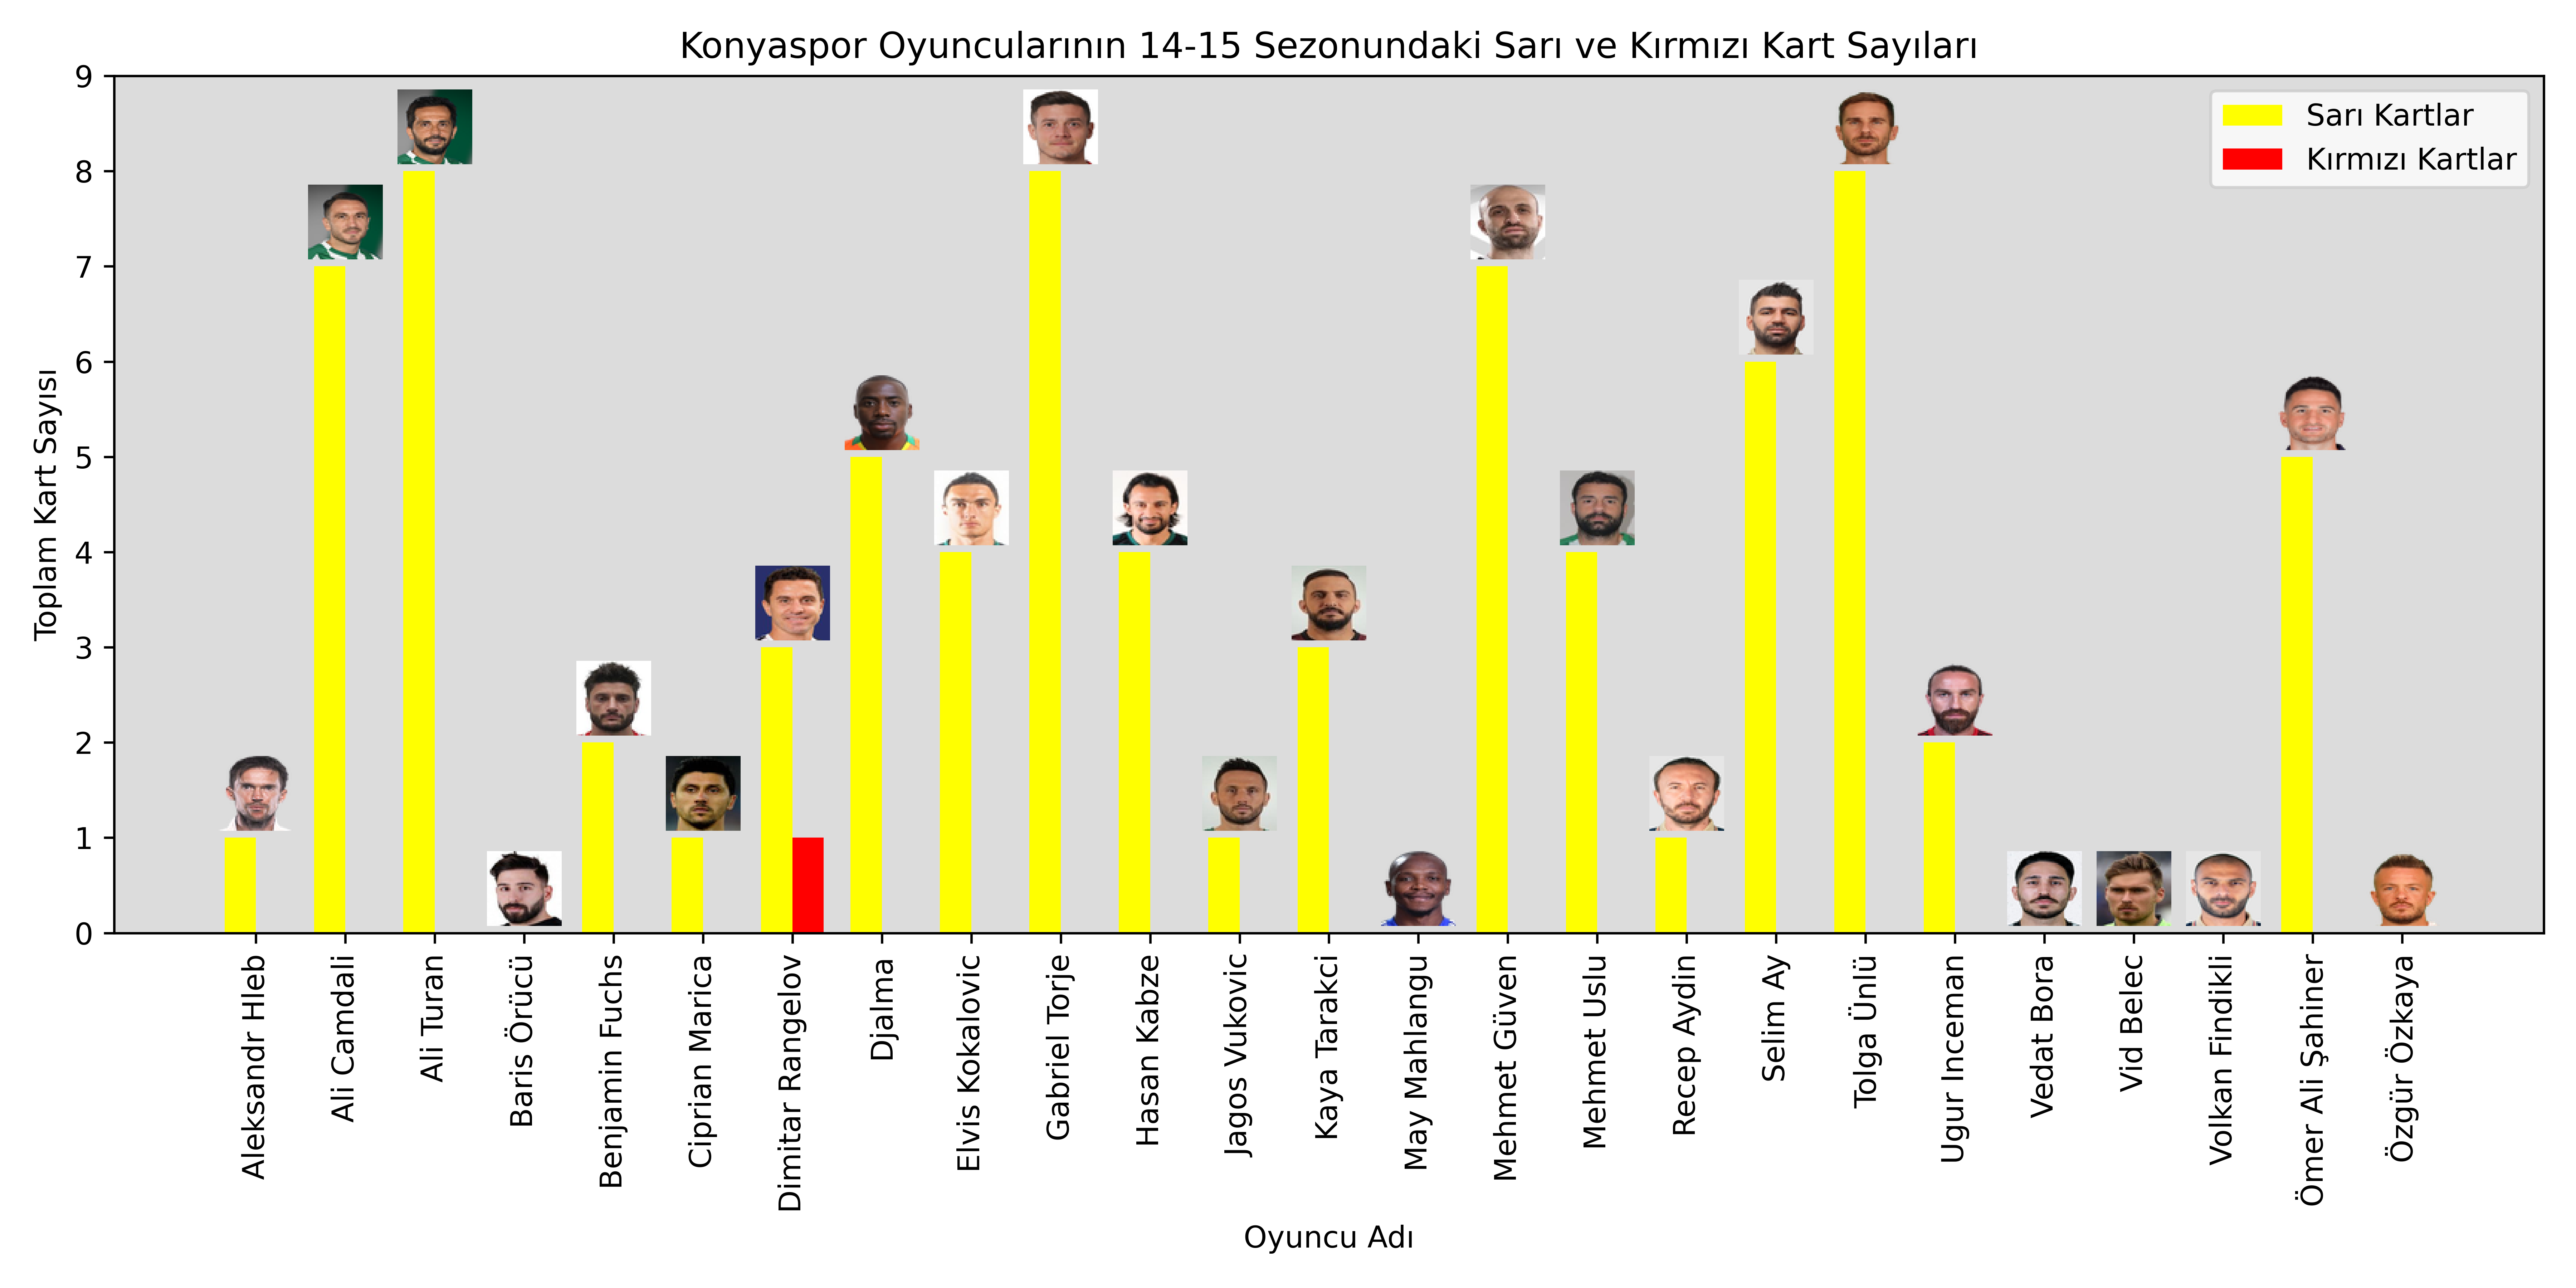 Konyaspor Oyuncularının 14-15 Sezonundaki Sarı ve Kırmızı Kart Sayıları
Toplam Kart Sayısı
9
8
7
6
5
4
3
2
1
0
Sarı Kartlar
Kırmızı Kartlar
Aleksandr Hleb
Ali Camdali
Ali Turan
Baris Örücü
Benjamin Fuchs
Ciprian Marica
Dimitar Rangelov
Djalma
Elvis Kokalovic
Gabriel Torje
Hasan Kabze
Jagos Vukovic
Kaya Tarakci
May Mahlangu
Mehmet Güven
Mehmet Uslu
Recep Aydin
Selim Ay
Tolga Ünlü
Ugur Inceman
Vedat Bora
Vid Belec
Volkan Findikli
Ömer Ali Şahiner
Özgür Özkaya
Oyuncu Adı